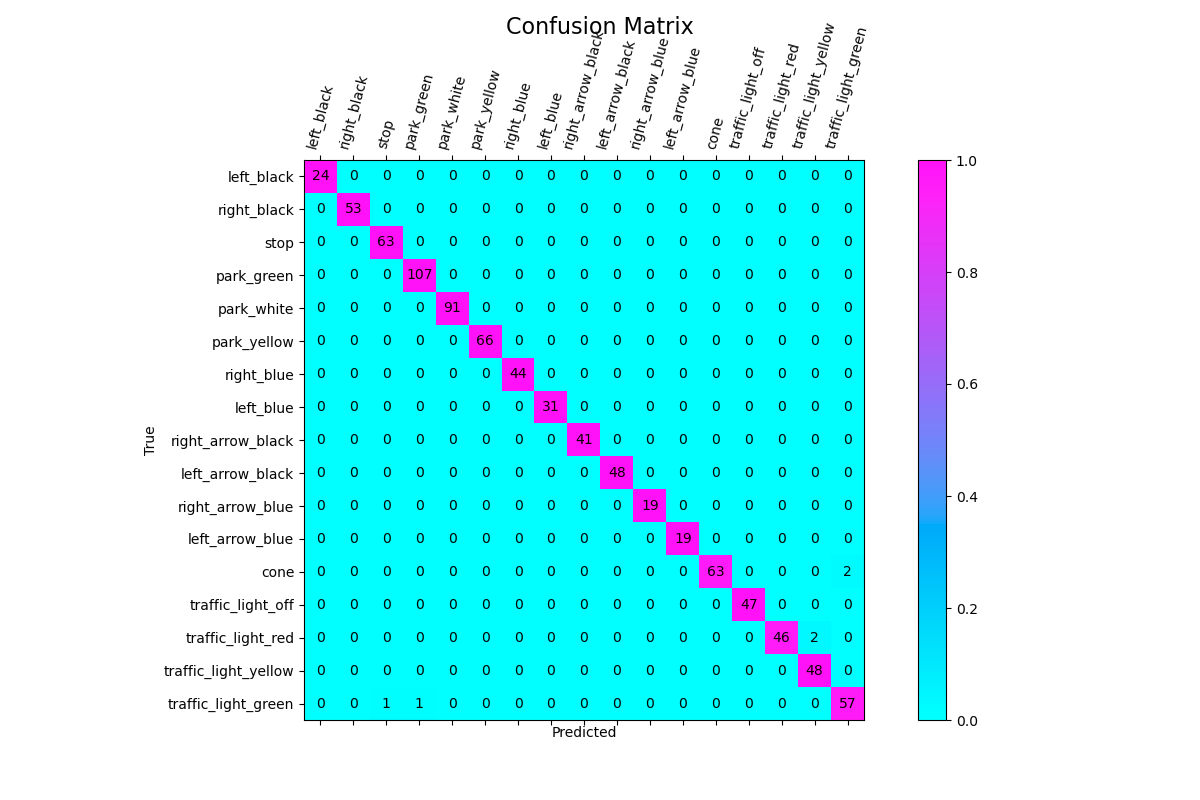 Confusion Matrix
left_black right_black stop park_green park_white park_yellow right_blue left_blue right_arrow_black left_arrow_black right_arrow_blue left_arrow_blue cone traffic_light_off traffic_light_red traffic_light_yellow traffic_light_green
left_black 24 0 0 0 0 0 0 0 0 0 0 0 0 0 0 0 0
right_black 0 53 0 0 0 0 0 0 0 0 0 0 0 0 0 0 0
stop 0 0 63 0 0 0 0 0 0 0 0 0 0 0 0 0 0
park_green 0 0 0 107 0 0 0 0 0 0 0 0 0 0 0 0 0
park_white 0 0 0 0 91 0 0 0 0 0 0 0 0 0 0 0 0
park_yellow 0 0 0 0 0 66 0 0 0 0 0 0 0 0 0 0 0
right_blue 0 0 0 0 0 0 44 0 0 0 0 0 0 0 0 0 0
left_blue 0 0 0 0 0 0 0 31 0 0 0 0 0 0 0 0 0
right_arrow_black 0 0 0 0 0 0 0 0 41 0 0 0 0 0 0 0 0
left_arrow_black 0 0 0 0 0 0 0 0 0 48 0 0 0 0 0 0 0
right_arrow_blue 0 0 0 0 0 0 0 0 0 0 19 0 0 0 0 0 0
left_arrow_blue 0 0 0 0 0 0 0 0 0 0 0 19 0 0 0 0 0
cone 0 0 0 0 0 0 0 0 0 0 0 0 63 0 0 0 2
traffic_light_off 0 0 0 0 0 0 0 0 0 0 0 0 0 47 0 0 0
traffic_light_red 0 0 0 0 0 0 0 0 0 0 0 0 0 0 46 2 0
traffic_light_yellow 0 0 0 0 0 0 0 0 0 0 0 0 0 0 0 48 0
traffic_light_green 0 0 1 1 0 0 0 0 0 0 0 0 0 0 0 0 57
True
Predicted
1.0
0.8
0.6
0.4
0.2
0.0